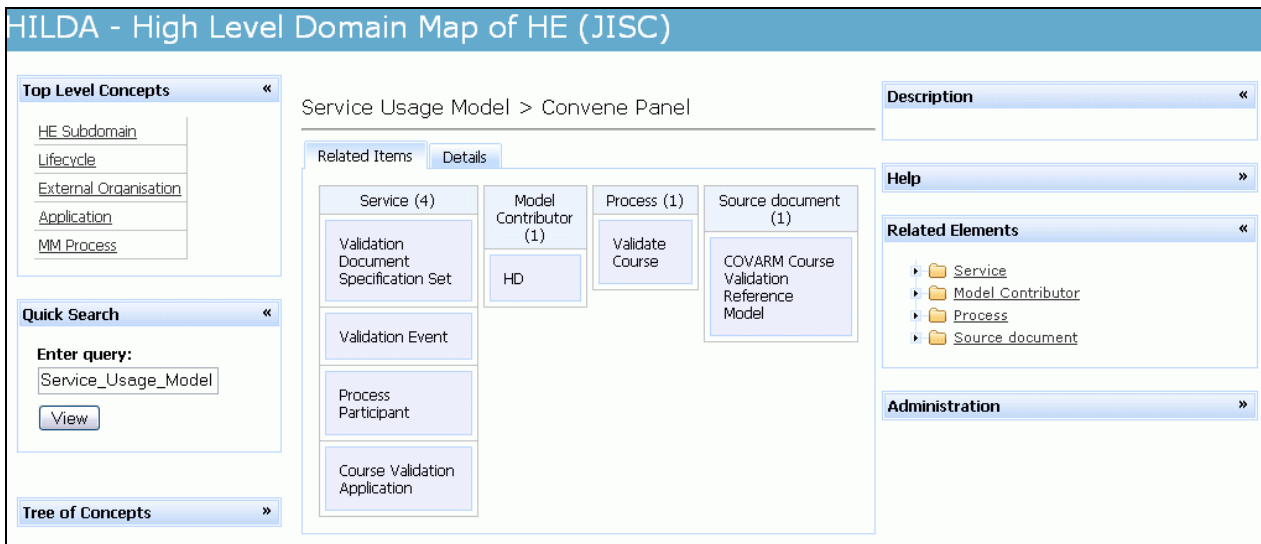 HILDA - High Level Domain Map of HE (JISC)
Top Level Concepts «
HE Subdomain
Lifecycle
External Organisation
Application
MM Process
Quick Search «
Enter query:
Service_Usage_Model
View
Tree of Concepts »
Service Usage Model > Convene Panel
Related Items
Details
Service (4)
Validation
Document
Specification Set
Validation Event
Process
Participant
Course Validation
Application
Model
Contributor
(1)
HD
Process (1)
Validate
Course
Source document
(1)
COVARM Course
Validation
Reference
Model
Description «
Help »
Related Elements «
Service
Model Contributor
Process
Source document
Administration »